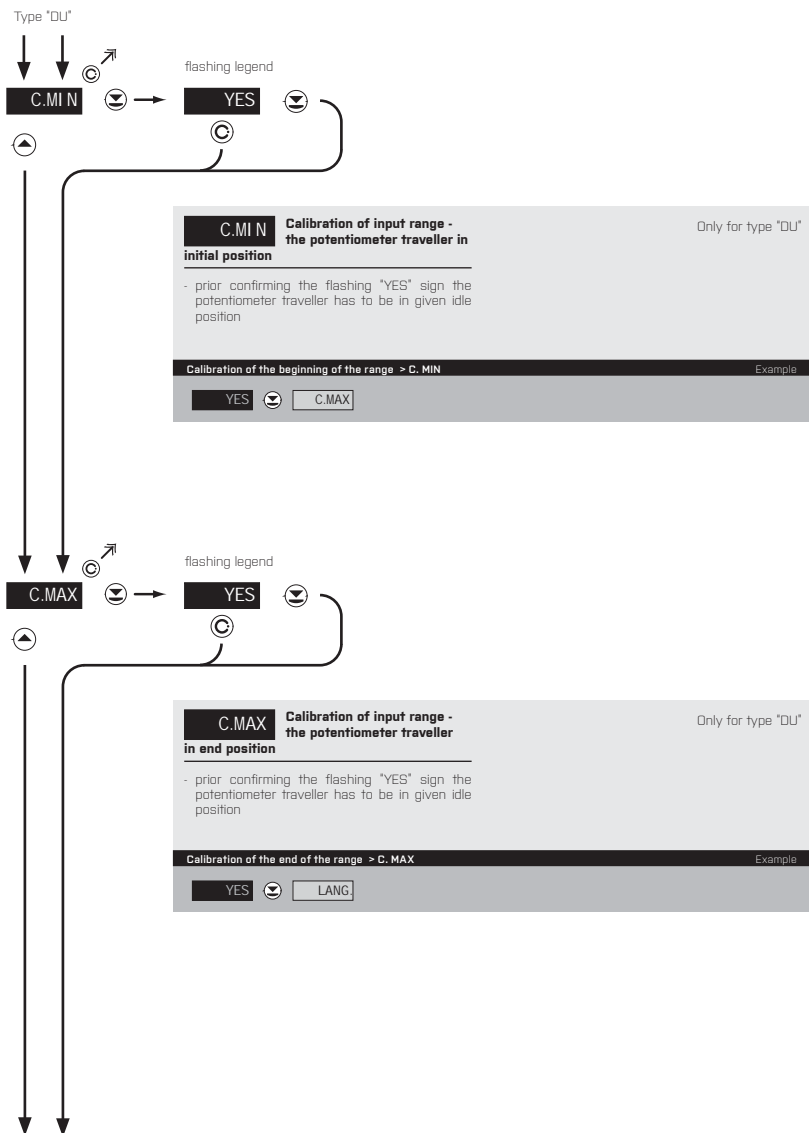 Type "DU"
flashing legend
C.MI N
YES
C.MI N
Calibration of input range -
the potentiometer traveller in
initial position
Only for type "DU"
- prior confirming the flashing "YES" sign the
potentiometer traveller has to be in given idle
position
Calibration of the beginning of the range > C. MIN
Example
YES
C.MAX
flashing legend
C.MAX
YES
C.MAX
Calibration of input range -
the potentiometer traveller
in end position
Only for type "DU"
- prior confirming the flashing "YES" sign the
potentiometer traveller has to be in given idle
position
Calibration of the end of the range > C. MAX
Example
YES
LANG.